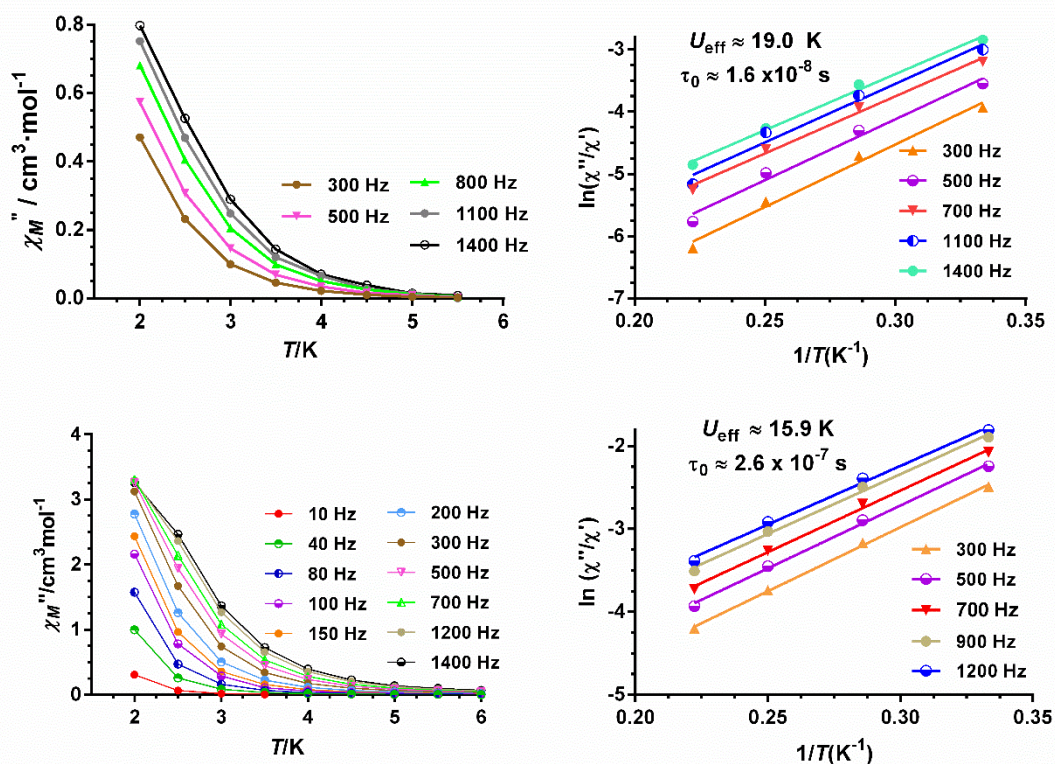 0.8
0.6
0.4
0.2
0.0
χM'' / cm³·mol⁻¹
300 Hz
500 Hz
800 Hz
1100 Hz
1400 Hz
2 3 4 5 6
T/K
-3
-4
-5
-6
-7
ln(χ''/χ')
Ueff ≈ 19.0 K
τ0 ≈ 1.6 x10⁻⁸ s
300 Hz
500 Hz
700 Hz
1100 Hz
1400 Hz
0.20 0.25 0.30 0.35
1/T(K⁻¹)
4
3
2
1
0
χM''/cm³mol⁻¹
10 Hz
40 Hz
80 Hz
100 Hz
150 Hz
200 Hz
300 Hz
500 Hz
700 Hz
1200 Hz
1400 Hz
2 3 4 5 6
T/K
-2
-3
-4
-5
ln (χ''/χ')
Ueff ≈ 15.9 K
τ0 ≈ 2.6 x 10⁻⁷ s
300 Hz
500 Hz
700 Hz
900 Hz
1200 Hz
0.20 0.25 0.30 0.35
1/T(K⁻¹)